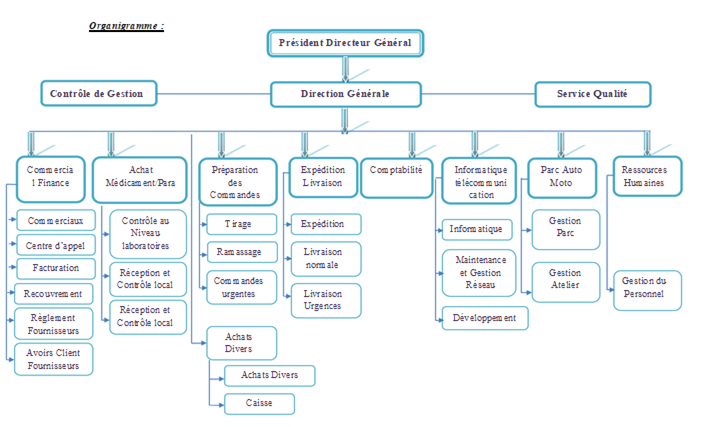 Organigramme :
Président Directeur Général
Contrôle de Gestion
Direction Générale
Service Qualité
Commercia
l Finance
Achat
Médicament/Para
Préparation
des
Commandes
Expédition
Livraison
Comptabilité
Informatique
télécommuni
cation
Parc Auto
Moto
Ressources
Humaines
Commerciaux
Centre d'appel
Facturation
Recouvrement
Règlement
Fournisseurs
Avoirs Client
Fournisseurs
Contrôle au
Niveau
laboratoires
Réception et
Contrôle local
Réception et
Contrôle local
Tirage
Ramassage
Commandes
urgentes
Achats
Divers
Achats Divers
Caisse
Expédition
Livraison
normale
Livraison
Urgences
Informatique
Maintenance
et Gestion
Réseau
Développement
Gestion
Parc
Gestion
Atelier
Gestion du
Personnel